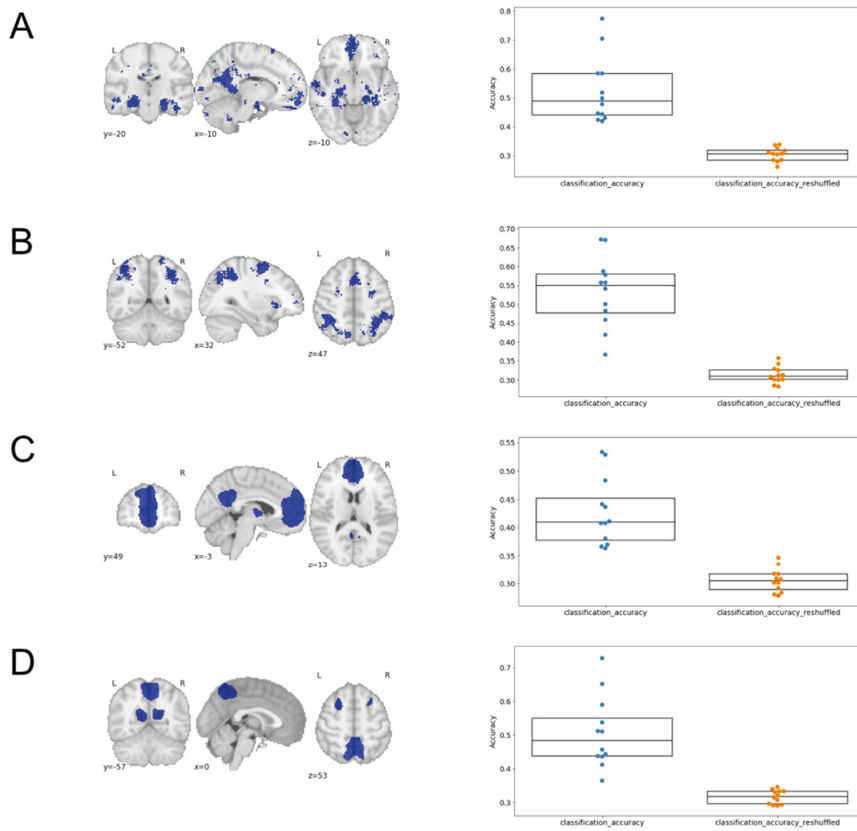 A
L R L R
y=-20 x=-10 z=-10
0.8
0.7
0.6
0.5
0.4
0.3
Accuracy
classification_accuracy classification_accuracy_reshuffled
B
L R L R
y=-52 x=32 z=47
0.70
0.65
0.60
0.55
0.50
0.45
0.40
0.35
0.30
Accuracy
classification_accuracy classification_accuracy_reshuffled
C
L R L R
y=49 x=-3 z=13
0.55
0.50
0.45
0.40
0.35
0.30
Accuracy
classification_accuracy classification_accuracy_reshuffled
D
L R L R
y=-57 x=0 z=53
0.7
0.6
0.5
0.4
0.3
Accuracy
classification_accuracy classification_accuracy_reshuffled